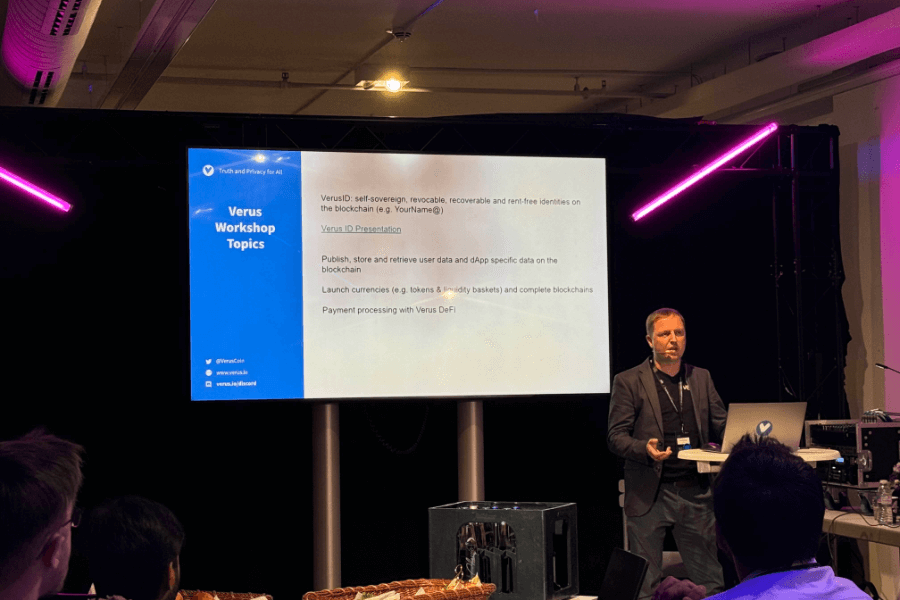 Truth and Privacy for All
Verus
Workshop
Topics
@VerusCoin
www.verus.io
verus.io/discord
VerusID: self-sovereign, revocable, recoverable and rent-free identities on
the blockchain (e.g. YourName@)
Verus ID Presentation
Publish, store and retrieve user data and dApp specific data on the
blockchain
Launch currencies (e.g. tokens & liquidity baskets) and complete blockchains
Payment processing with Verus DeFi